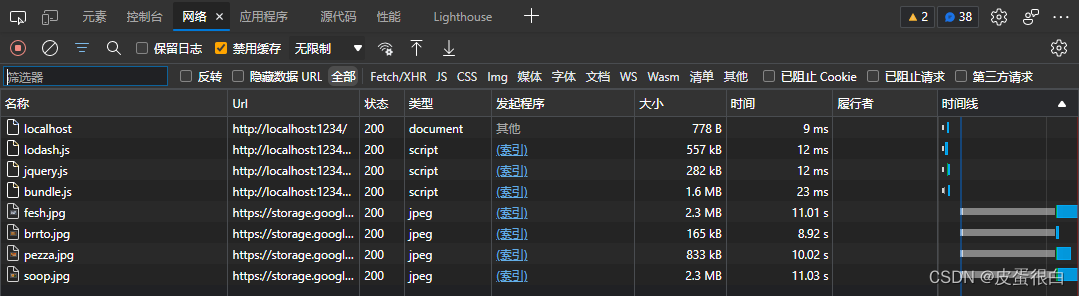 元素 控制台 网络 × 应用程序 源代码 性能 Lighthouse 2 38
保留日志 禁用缓存 无限制
筛选器 反转 隐藏数据 URL 全部 Fetch/XHR JS CSS Img 媒体 字体 文档 WS Wasm 清单 其他 已阻止 Cookie 已阻止请求 第三方请求
名称 Url 状态 类型 发起程序 大小 时间 履行者 时间线
localhost http://localhost:1234/ 200 document 其他 778 B 9 ms
lodash.js http://localhost:1234... 200 script (索引) 557 kB 12 ms
jquery.js http://localhost:1234... 200 script (索引) 282 kB 12 ms
bundle.js http://localhost:1234... 200 script (索引) 1.6 MB 23 ms
fesh.jpg https://storage.googl... 200 jpeg (索引) 2.3 MB 11.01 s
brrto.jpg https://storage.googl... 200 jpeg (索引) 165 kB 8.92 s
pezza.jpg https://storage.googl... 200 jpeg (索引) 833 kB 10.02 s
soop.jpg https://storage.googl... 200 jpeg (索引) 2.3 MB 11.03 s
CSDN @皮蛋很白